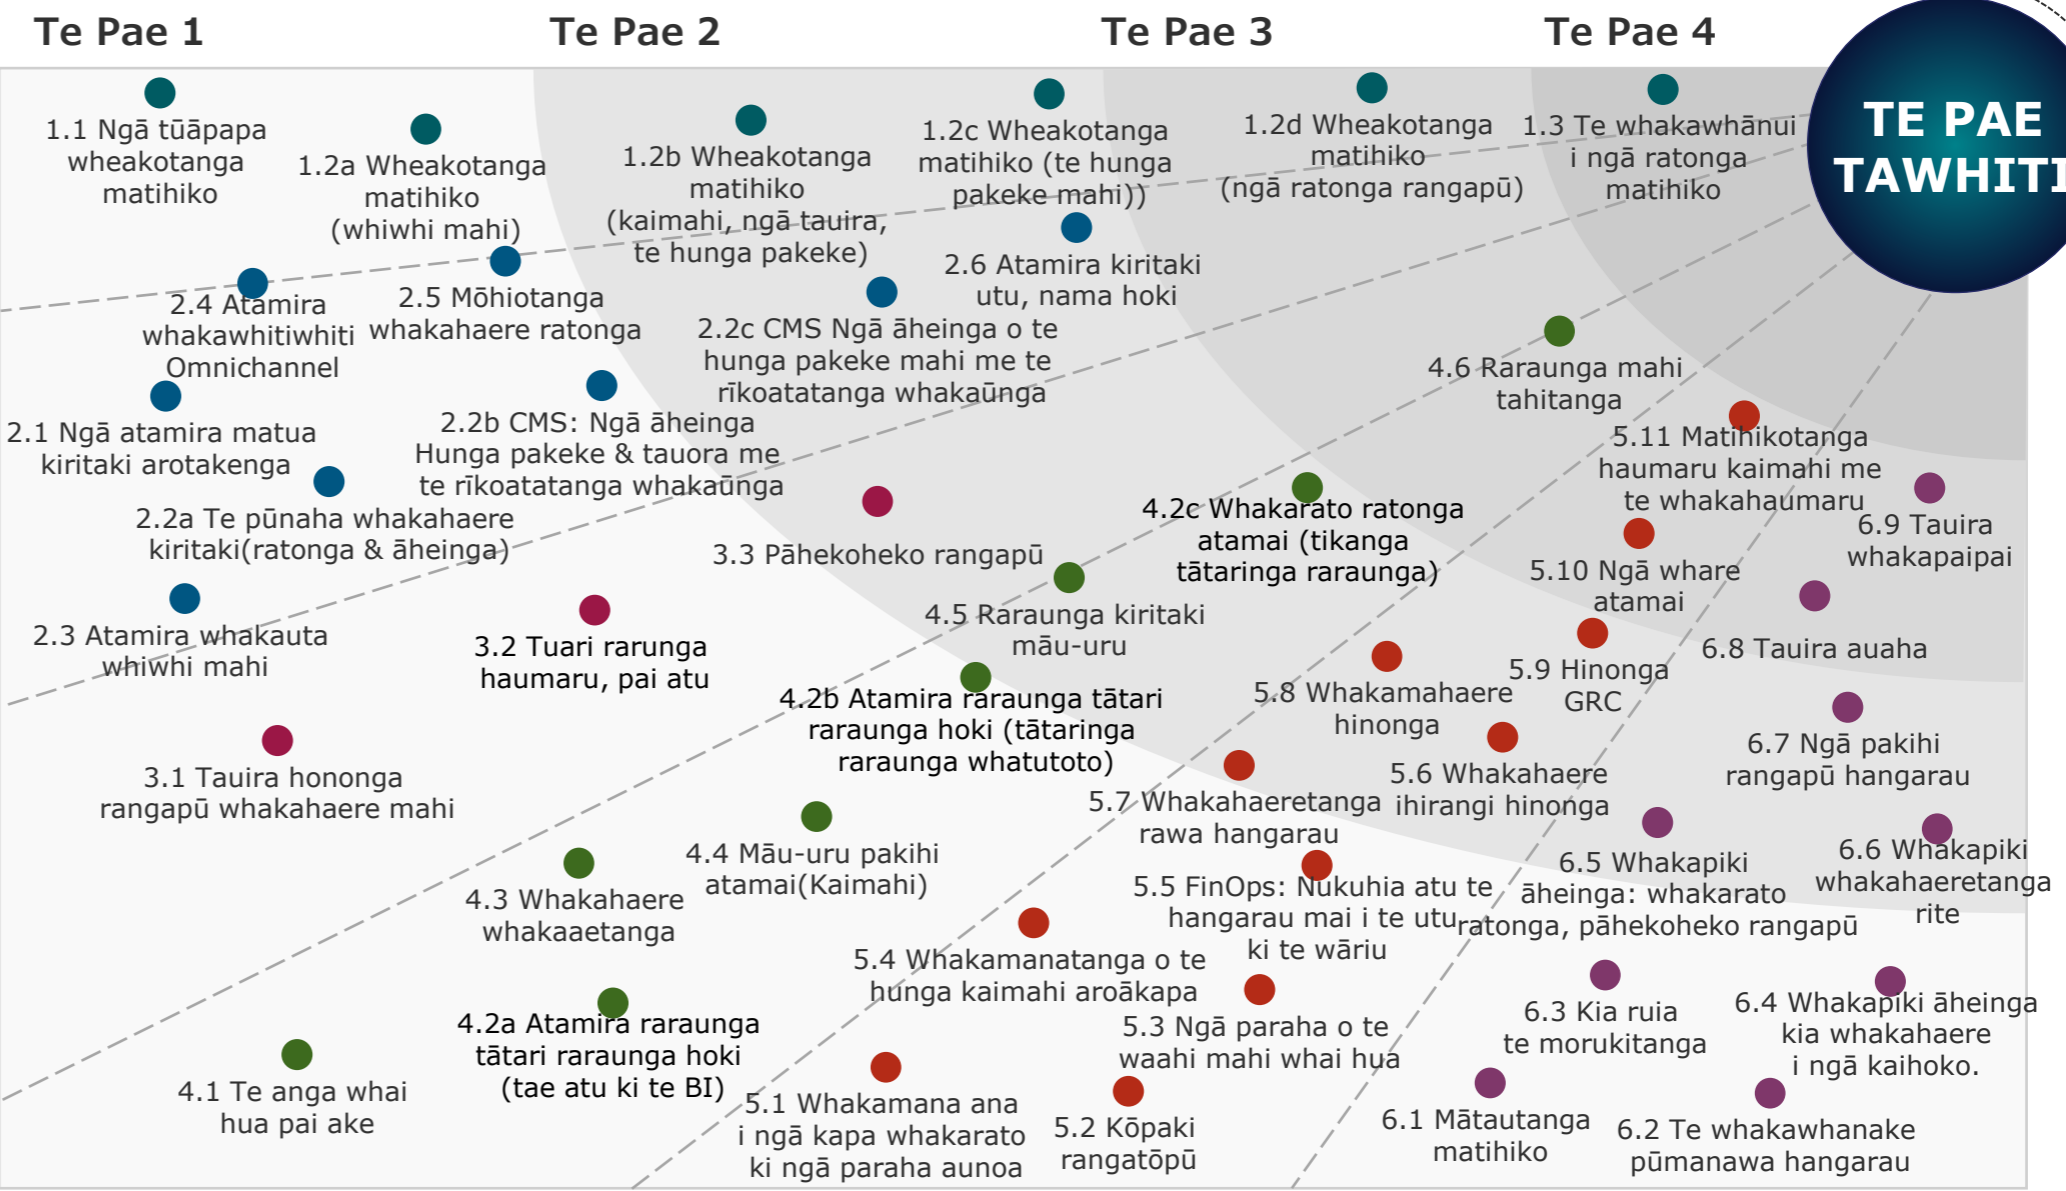 Te Pae 1
Te Pae 2
Te Pae 3
Te Pae 4
TE PAE
TAWHITI
1.1 Ngā tūāpapa
wheakotanga
matihiko
1.2a Wheakotanga
matihiko
(whiwhi mahi)
1.2b Wheakotanga
matihiko
(kaimahi, ngā tauira,
te hunga pakeke)
1.2c Wheakotanga
matihiko (te hunga
pakeke mahi))
1.2d Wheakotanga
matihiko
(ngā ratonga rangapū)
1.3 Te whakawhānui
i ngā ratonga
matihiko
2.4 Atamira
whakawhitiwhiti
Omnichannel
2.5 Mōhiotanga
whakahaere ratonga
2.6 Atamira kiritaki
utu, nama hoki
2.2c CMS Ngā āheinga o te
hunga pakeke mahi me te
rīkoatatanga whakaūnga
2.1 Ngā atamira matua
kiritaki arotakenga
2.2b CMS: Ngā āheinga
Hunga pakeke & tauora me
te rīkoatatanga whakaūnga
2.2a Te pūnaha whakahaere
kiritaki(ratonga & āheinga)
2.3 Atamira whakauta
whiwhi mahi
3.3 Pāhekoheko rangapū
3.2 Tuari rarunga
haumaru, pai atu
3.1 Tauira hononga
rangapū whakahaere mahi
4.6 Raraunga mahi
tahitanga
4.2c Whakarato ratonga
atamai (tikanga
tātaringa raraunga)
4.5 Raraunga kiritaki
māu-uru
4.2b Atamira raraunga tātari
raraunga hoki (tātaringa
raraunga whatutoto)
4.4 Māu-uru pakihi
atamai(Kaimahi)
4.3 Whakahaere
whakaaetanga
4.2a Atamira raraunga
tātari raraunga hoki
(tae atu ki te BI)
4.1 Te anga whai
hua pai ake
5.11 Matihikotanga
haumaru kaimahi me
te whakahaumaru
5.10 Ngā whare
atamai
5.9 Hinonga
GRC
5.8 Whakamahaere
hinonga
5.6 Whakahaere
ihirangi hinonga
5.7 Whakahaeretanga
rawa hangarau
5.5 FinOps: Nukuhia atu te
hangarau mai i te utu
ki te wāriu
5.4 Whakamanatanga o te
hunga kaimahi aroākapa
5.3 Ngā paraha o te
waahi mahi whai hua
5.1 Whakamana ana
i ngā kapa whakarato
ki ngā paraha aunoa
5.2 Kōpaki
rangatōpū
6.9 Tauira
whakapaipai
6.8 Tauira auaha
6.7 Ngā pakihi
rangapū hangarau
6.5 Whakapiki
āheinga: whakarato
ratonga, pāhekoheko rangapū
6.6 Whakapiki
whakahaeretanga
rite
6.3 Kia ruia
te morukitanga
6.4 Whakapiki āheinga
kia whakahaere
i ngā kaihoko.
6.1 Mātautanga
matihiko
6.2 Te whakawhanake
pūmanawa hangarau